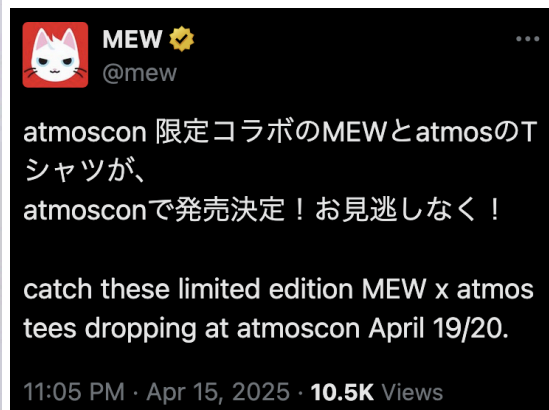 MEW
@mew
atmoscon 限定コラボのMEWとatmosのT
シャツが、
atmosconで発売決定！お見逃しなく！
catch these limited edition MEW x atmos
tees dropping at atmoscon April 19/20.
11:05 PM · Apr 15, 2025 · 10.5K Views